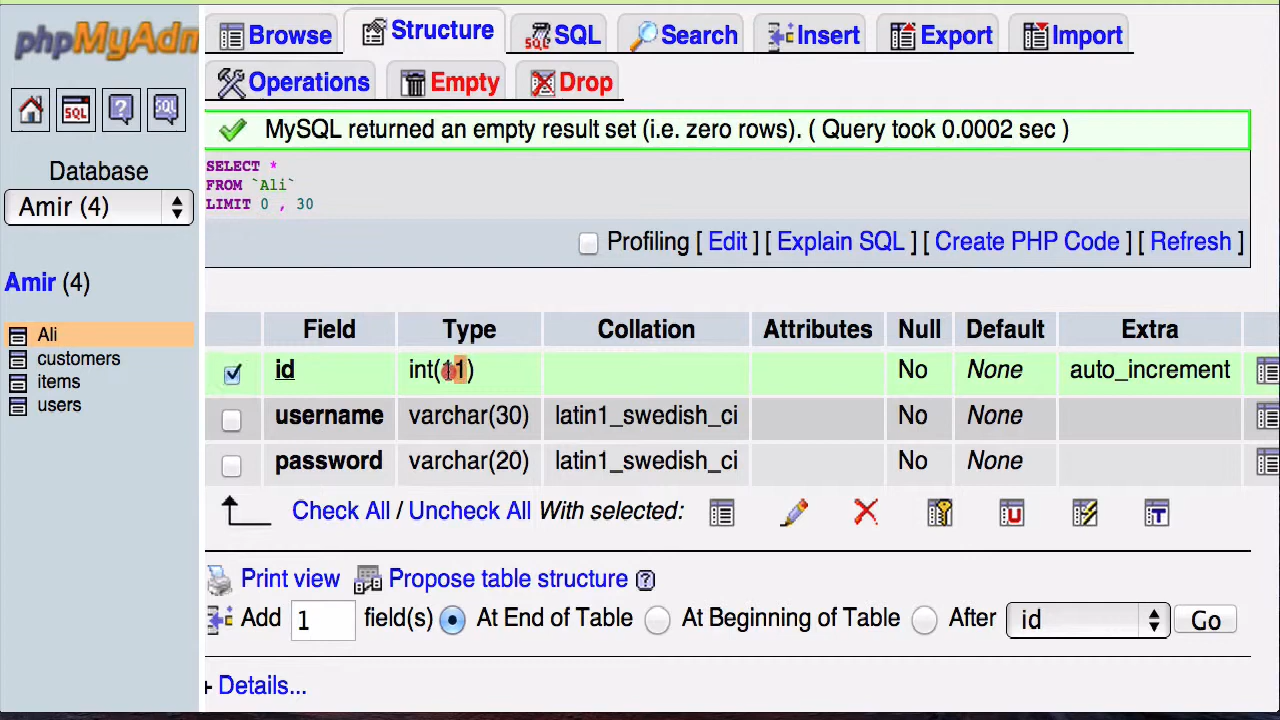 phpMyAdm
Browse Structure SQL Search Insert Export Import
Operations Empty Drop
MySQL returned an empty result set (i.e. zero rows). ( Query took 0.0002 sec )
SELECT *
FROM `Ali`
LIMIT 0 , 30
Profiling [ Edit ] [ Explain SQL ] [ Create PHP Code ] [ Refresh ]
Database
Amir (4)
Amir (4)
Ali
customers
items
users
Field Type Collation Attributes Null Default Extra
id int(11) No None auto_increment
username varchar(30) latin1_swedish_ci No None
password varchar(20) latin1_swedish_ci No None
Check All / Uncheck All With selected:
Print view Propose table structure
Add 1 field(s) At End of Table At Beginning of Table After id Go
+ Details...